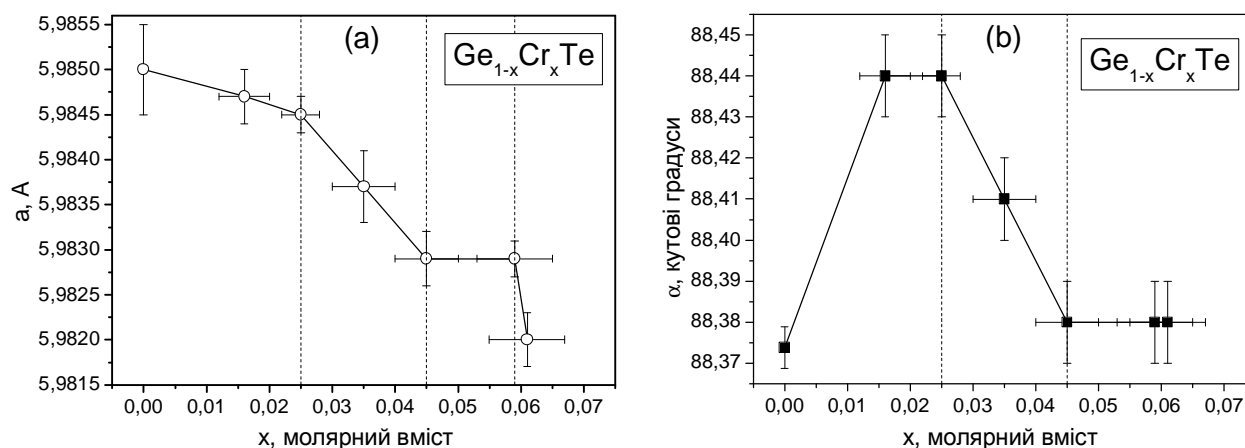 (a)
Ge1-xCrxTe
5,9855
5,9850
5,9845
5,9840
5,9835
5,9830
5,9825
5,9820
5,9815
a, A
0,00 0,01 0,02 0,03 0,04 0,05 0,06 0,07
x, молярний вміст
(b)
Ge1-xCrxTe
88,45
88,44
88,43
88,42
88,41
88,40
88,39
88,38
88,37
α, кутові градуси
0,00 0,01 0,02 0,03 0,04 0,05 0,06 0,07
x, молярний вміст